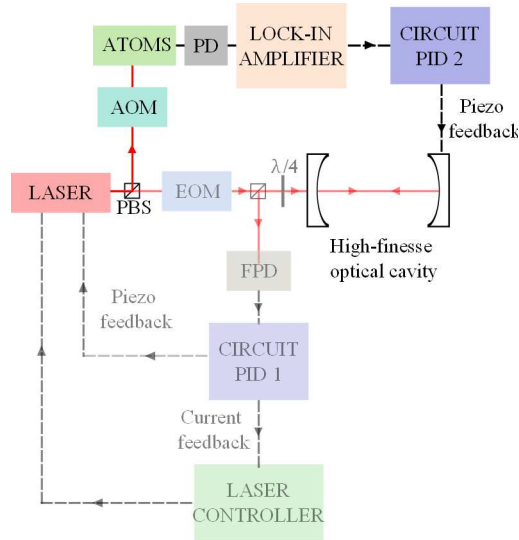 ATOMS
PD
LOCK-IN
AMPLIFIER
CIRCUIT
PID 2
AOM
Piezo
feedback
λ/4
LASER
PBS
EOM
High-finesse
optical cavity
FPD
Piezo
feedback
CIRCUIT
PID 1
Current
feedback
LASER
CONTROLLER